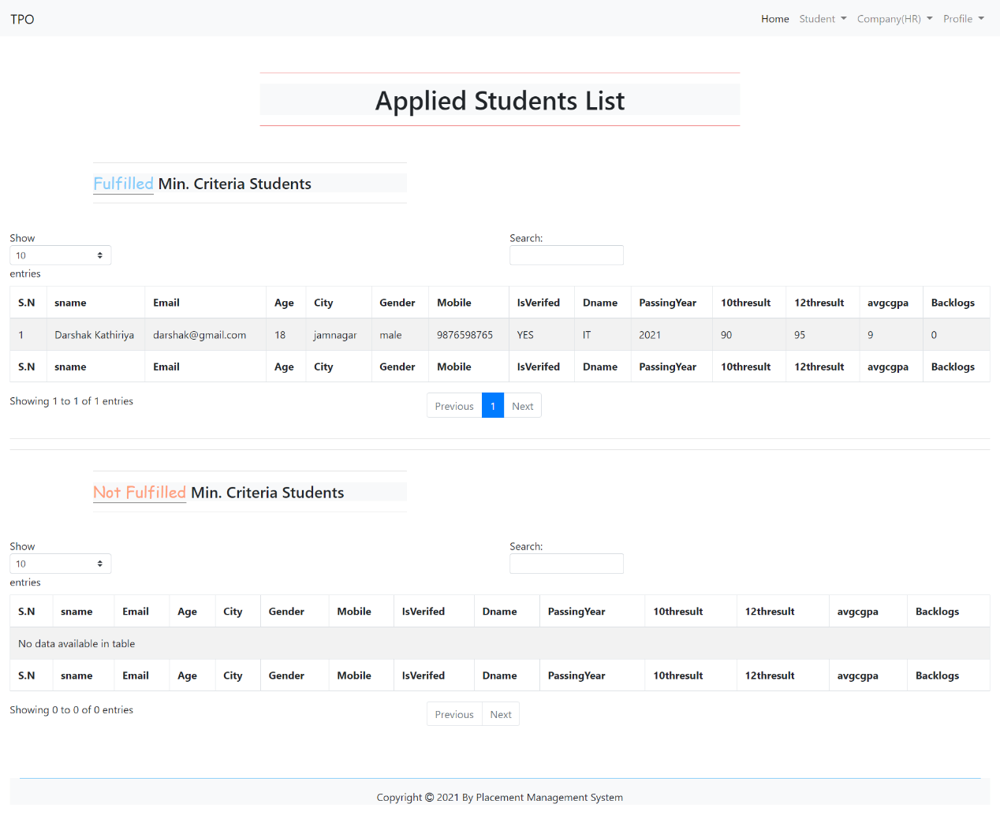 TPO Home Student Company(HR) Profile
Applied Students List
Fulfilled Min. Criteria Students
Show Search:
10
entries
S.N sname Email Age City Gender Mobile IsVerifed Dname PassingYear 10thresult 12thresult avgcgpa Backlogs
1 Darshak Kathiriya darshak@gmail.com 18 jamnagar male 9876598765 YES IT 2021 90 95 9 0
S.N sname Email Age City Gender Mobile IsVerifed Dname PassingYear 10thresult 12thresult avgcgpa Backlogs
Showing 1 to 1 of 1 entries Previous 1 Next
Not Fulfilled Min. Criteria Students
Show Search:
10
entries
S.N sname Email Age City Gender Mobile IsVerifed Dname PassingYear 10thresult 12thresult avgcgpa Backlogs
No data available in table
S.N sname Email Age City Gender Mobile IsVerifed Dname PassingYear 10thresult 12thresult avgcgpa Backlogs
Showing 0 to 0 of 0 entries Previous Next
Copyright © 2021 By Placement Management System